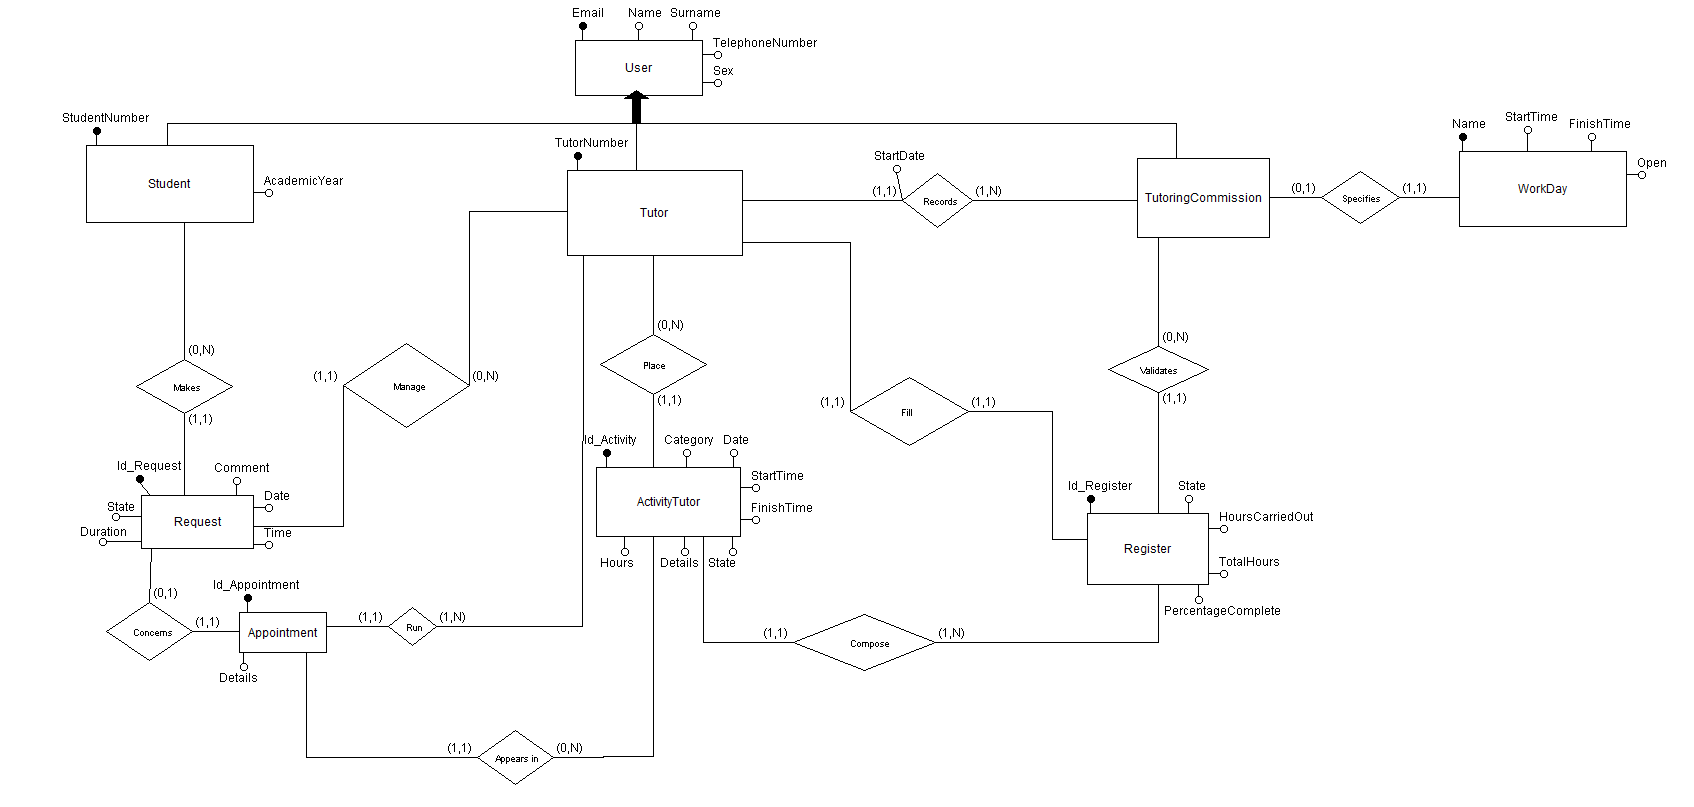 Email Name Surname
TelephoneNumber
User
Sex
StudentNumber
Student
AcademicYear
TutorNumber
Tutor
StartDate
(1,1) Records (1,N)
TutoringCommission
(0,1) Specifies (1,1)
Name StartTime FinishTime
Open
WorkDay
(0,N)
Makes
(1,1)
(1,1) Manage (0,N)
(0,N)
Place
(1,1)
(1,1) Fill (1,1)
(0,N)
Validates
(1,1)
Id_Request Comment
State Date
Request
Duration Time
Id_Activity Category Date
StartTime
ActivityTutor
FinishTime
Hours Details State
Id_Register State
HoursCarriedOut
Register
TotalHours
PercentageComplete
(0,1)
Concerns (1,1)
Id_Appointment
Appointment
Details
(1,1) Run (1,N)
(1,1) Compose (1,N)
(1,1) Appears in (0,N)